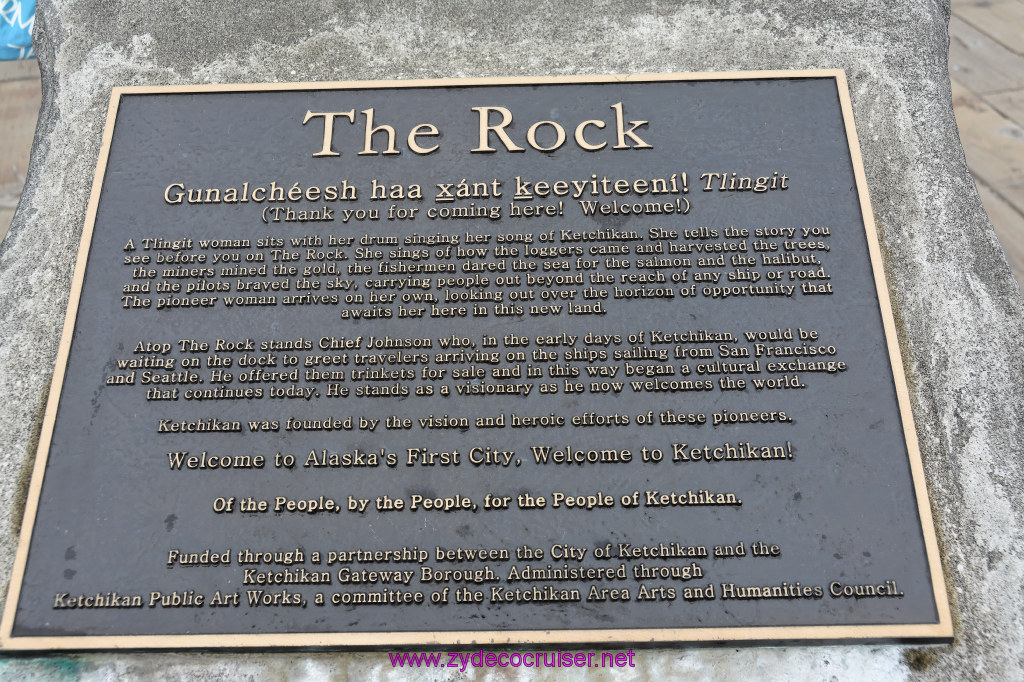 The Rock
Gunalchéesh haa x̲ánt k̲eeyiteení! Tlingit
(Thank you for coming here! Welcome!)
A Tlingit woman sits with her drum singing her song of Ketchikan. She tells the story you
see before you on The Rock. She sings of how the loggers came and harvested the trees,
the miners mined the gold, the fishermen dared the sea for the salmon and the halibut,
and the pilots braved the sky, carrying people out beyond the reach of any ship or road.
The pioneer woman arrives on her own, looking out over the horizon of opportunity that
awaits her here in this new land.
Atop The Rock stands Chief Johnson who, in the early days of Ketchikan, would be
waiting on the dock to greet travelers arriving on the ships sailing from San Francisco
and Seattle. He offered them trinkets for sale and in this way began a cultural exchange
that continues today. He stands as a visionary as he now welcomes the world.
Ketchikan was founded by the vision and heroic efforts of these pioneers.
Welcome to Alaska's First City, Welcome to Ketchikan!
Of the People, by the People, for the People of Ketchikan.
Funded through a partnership between the City of Ketchikan and the
Ketchikan Gateway Borough. Administered through
Ketchikan Public Art Works, a committee of the Ketchikan Area Arts and Humanities Council.
www.zydecocruiser.net